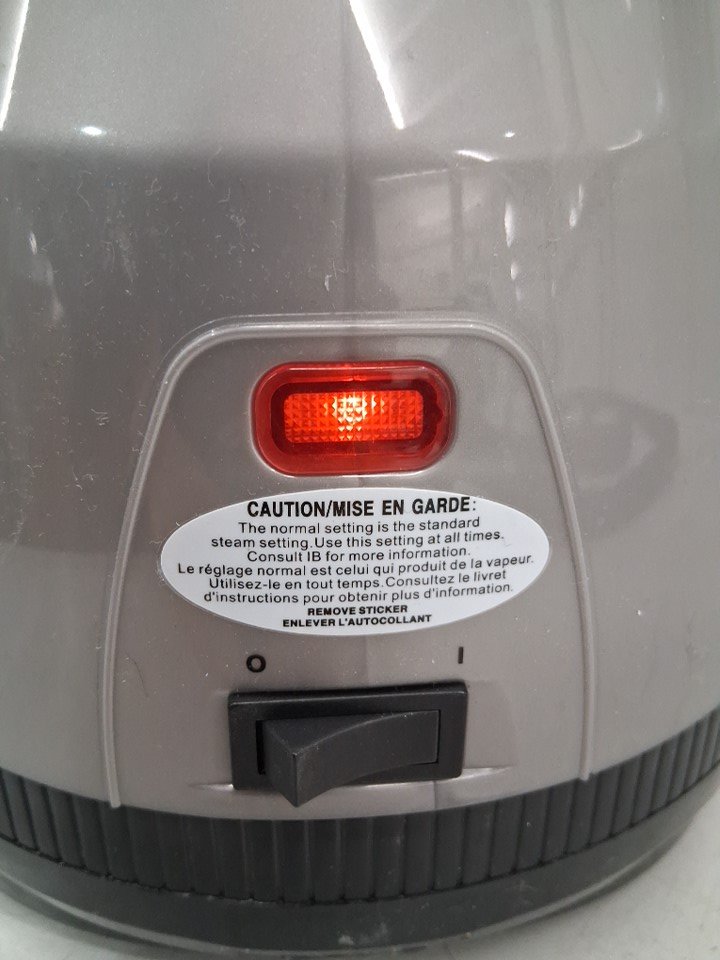 CAUTION/MISE EN GARDE:
The normal setting is the standard
steam setting.Use this setting at all times.
Consult IB for more information.
Le réglage normal est celui qui produit de la vapeur.
Utilisez-le en tout temps.Consultez le livret
d'instructions pour obtenir plus d'information.
REMOVE STICKER
ENLEVER L'AUTOCOLLANT
O I